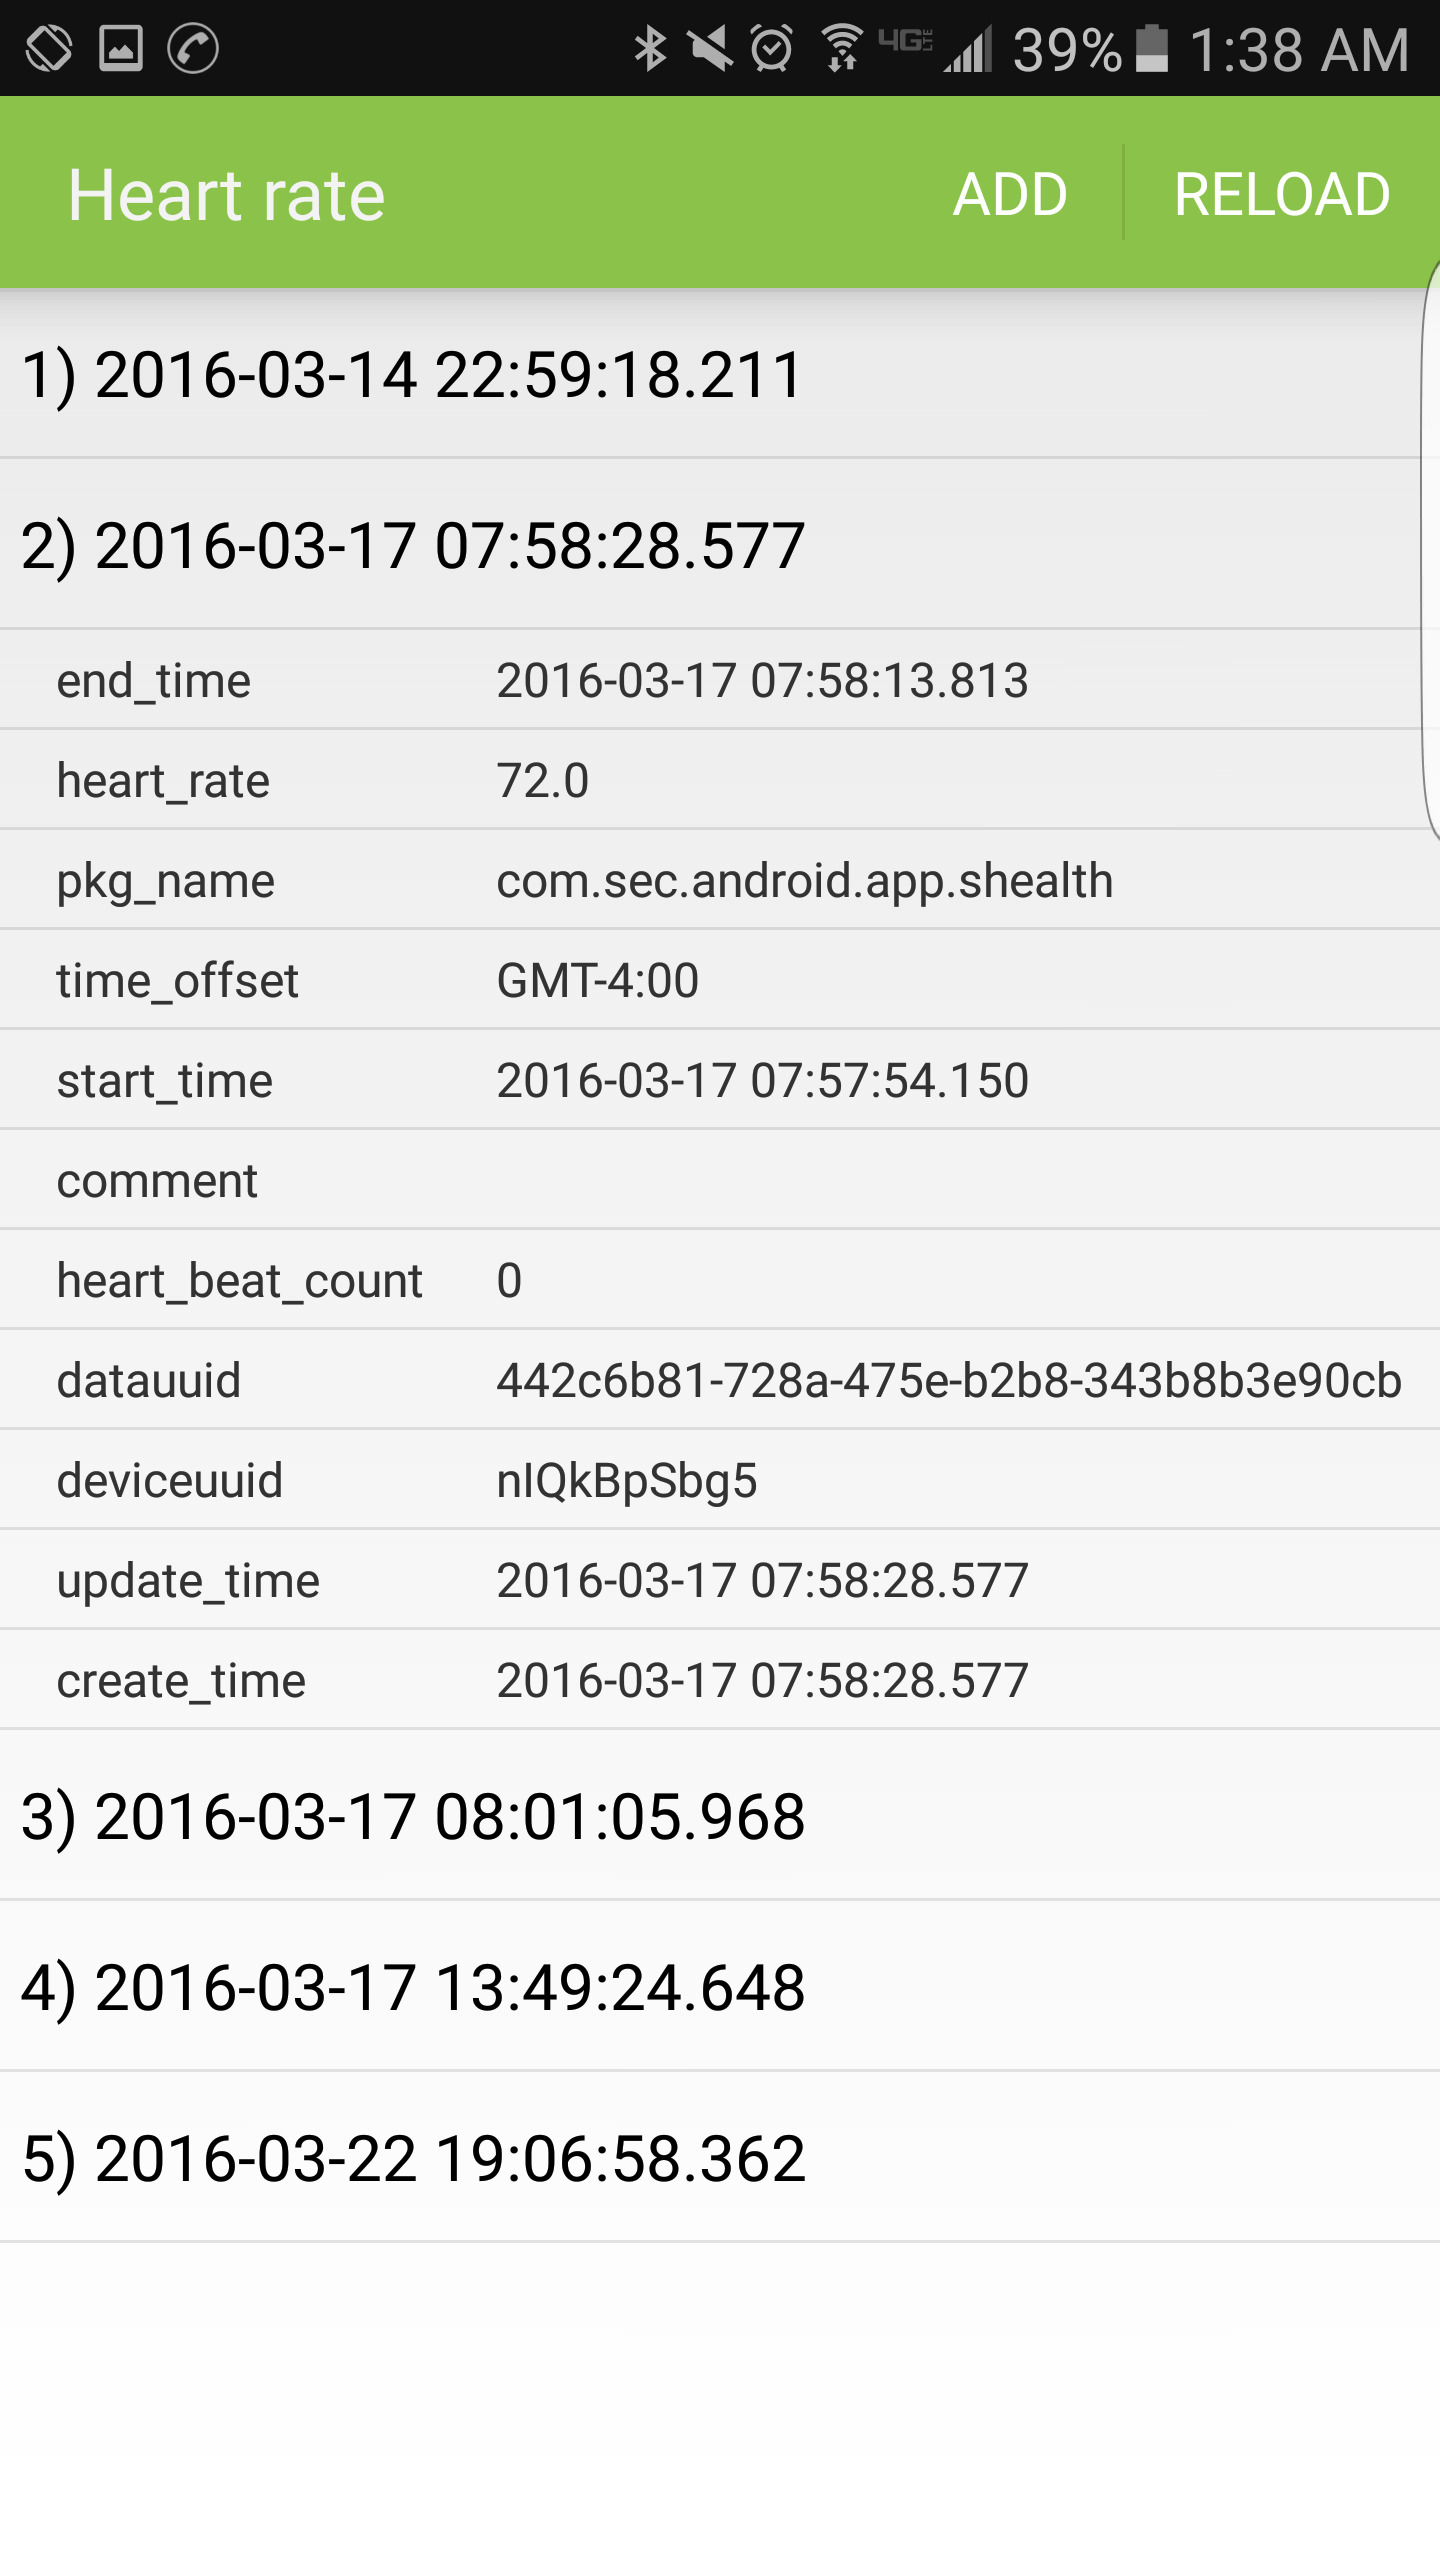 4G LTE 39% 1:38 AM
Heart rate ADD RELOAD
1) 2016-03-14 22:59:18.211
2) 2016-03-17 07:58:28.577
end_time 2016-03-17 07:58:13.813
heart_rate 72.0
pkg_name com.sec.android.app.shealth
time_offset GMT-4:00
start_time 2016-03-17 07:57:54.150
comment
heart_beat_count 0
datauuid 442c6b81-728a-475e-b2b8-343b8b3e90cb
deviceuuid nIQkBpSbg5
update_time 2016-03-17 07:58:28.577
create_time 2016-03-17 07:58:28.577
3) 2016-03-17 08:01:05.968
4) 2016-03-17 13:49:24.648
5) 2016-03-22 19:06:58.362